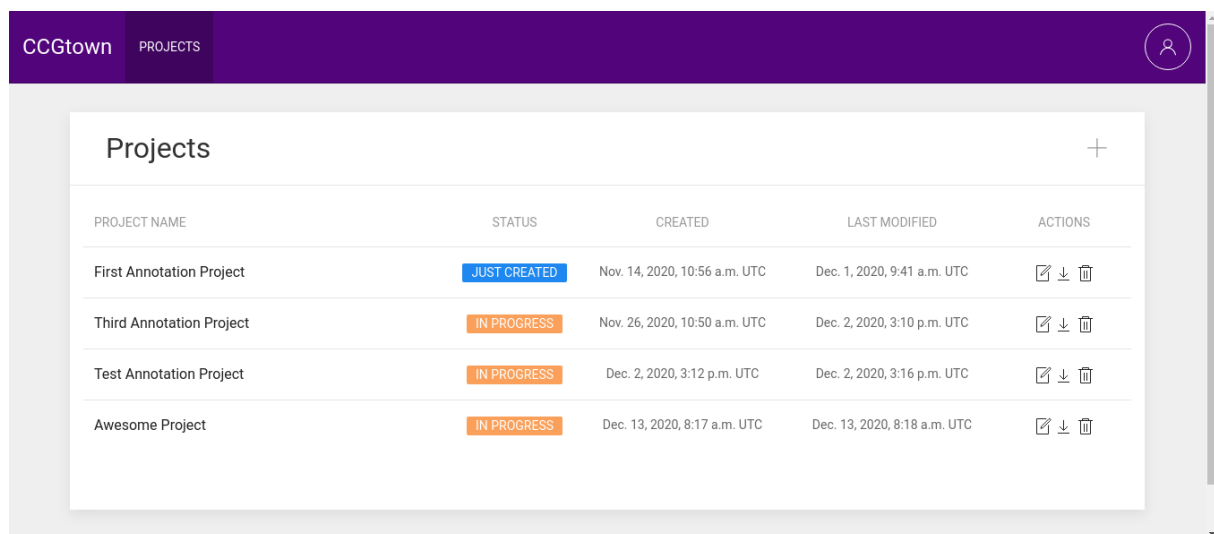 CCGtown PROJECTS
Projects
PROJECT NAME STATUS CREATED LAST MODIFIED ACTIONS
First Annotation Project JUST CREATED Nov. 14, 2020, 10:56 a.m. UTC Dec. 1, 2020, 9:41 a.m. UTC
Third Annotation Project IN PROGRESS Nov. 26, 2020, 10:50 a.m. UTC Dec. 2, 2020, 3:10 p.m. UTC
Test Annotation Project IN PROGRESS Dec. 2, 2020, 3:12 p.m. UTC Dec. 2, 2020, 3:16 p.m. UTC
Awesome Project IN PROGRESS Dec. 13, 2020, 8:17 a.m. UTC Dec. 13, 2020, 8:18 a.m. UTC